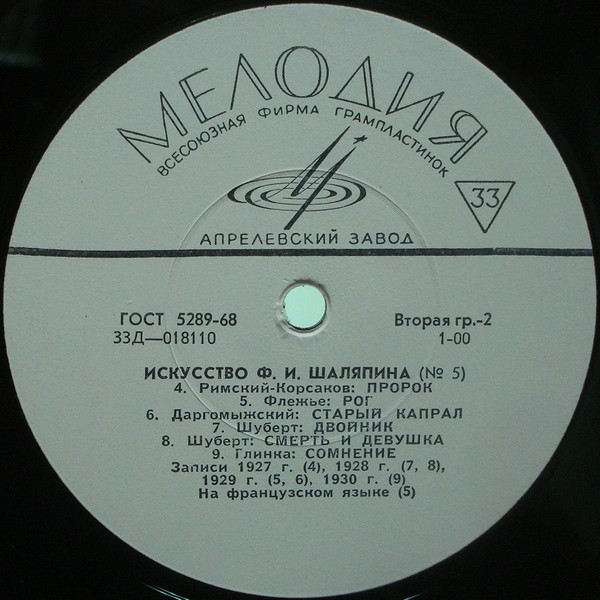 МЕЛОДИЯ
ВСЕСОЮЗНАЯ ФИРМА ГРАМПЛАСТИНОК
33
АПРЕЛЕВСКИЙ ЗАВОД
ГОСТ 5289-68 Вторая гр.-2
33Д—018110 1-00
ИСКУССТВО Ф. И. ШАЛЯПИНА (№ 5)
4. Римский-Корсаков: ПРОРОК
5. Флежье: РОГ
6. Даргомыжский: СТАРЫЙ КАПРАЛ
7. Шуберт: ДВОЙНИК
8. Шуберт: СМЕРТЬ И ДЕВУШКА
9. Глинка: СОМНЕНИЕ
Записи 1927 г. (4), 1928 г. (7, 8),
1929 г. (5, 6), 1930 г. (9)
На французском языке (5)